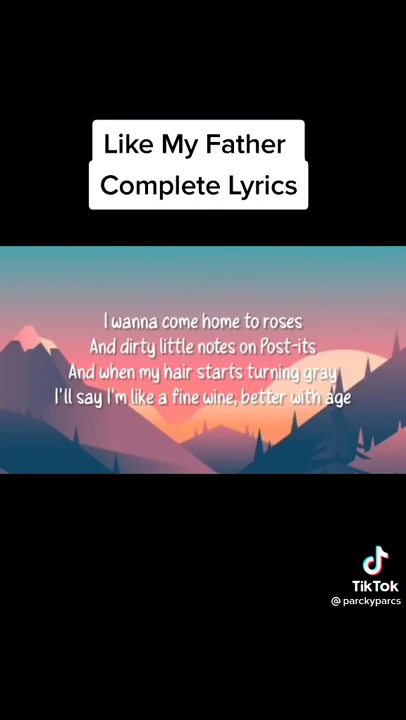 Like My Father
Complete Lyrics
I wanna come home to roses
And dirty little notes on Post-its
And when my hair starts turning gray
I'll say I'm like a fine wine, better with age
TikTok
@ parckyparcs